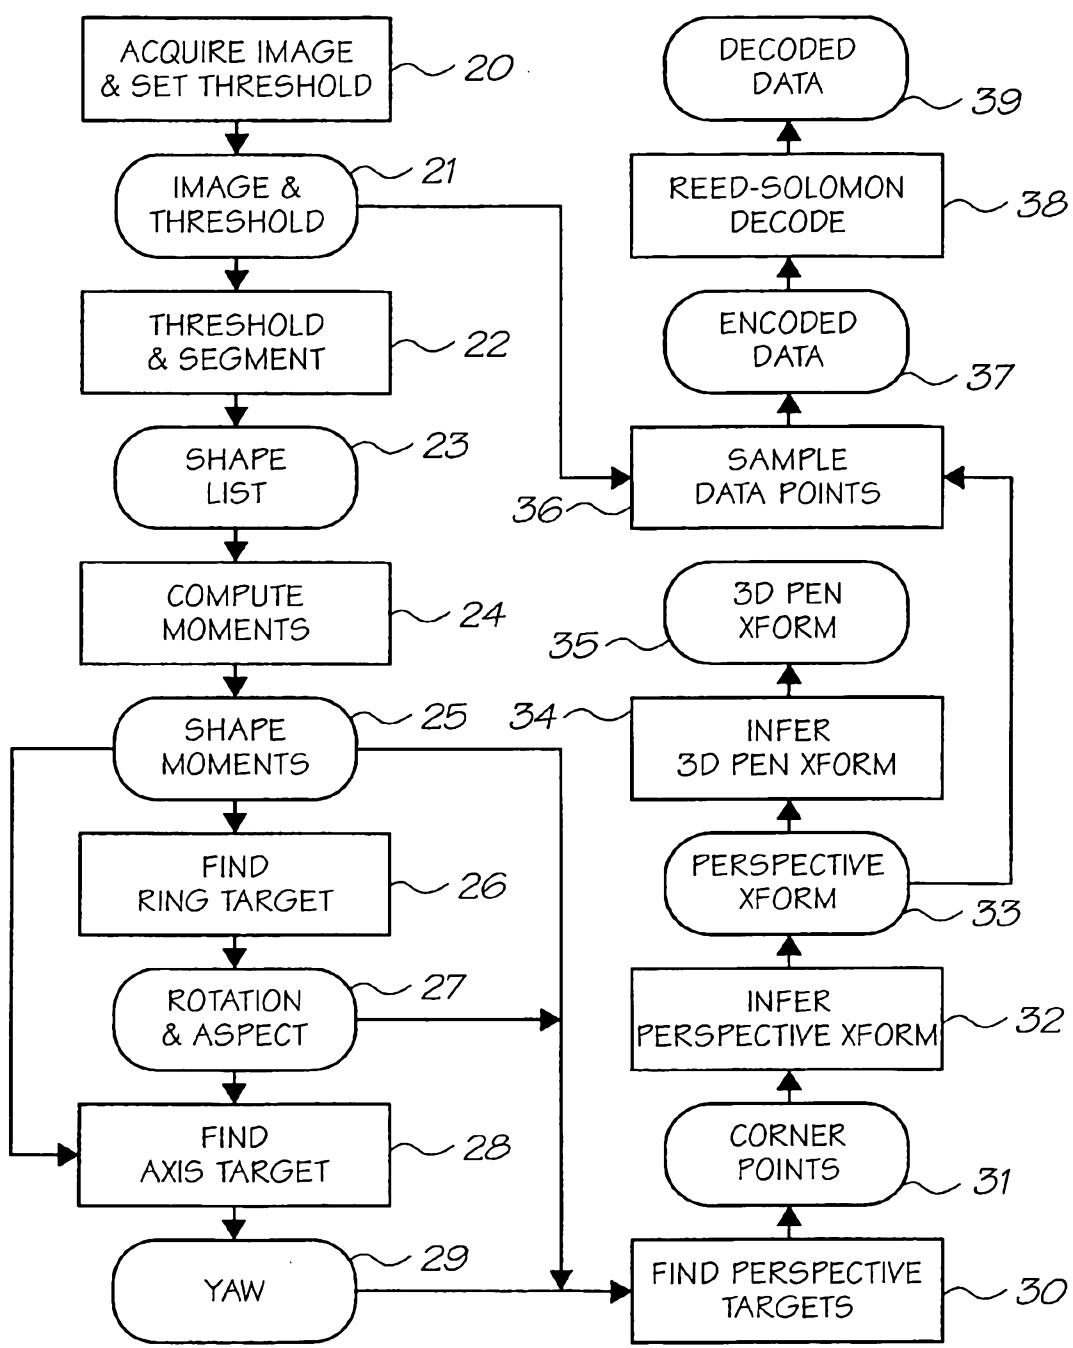 ACQUIRE IMAGE
& SET THRESHOLD
20
IMAGE &
THRESHOLD
21
THRESHOLD
& SEGMENT
22
SHAPE
LIST
23
COMPUTE
MOMENTS
24
SHAPE
MOMENTS
25
FIND
RING TARGET
26
ROTATION
& ASPECT
27
FIND
AXIS TARGET
28
YAW
29
DECODED
DATA
39
REED-SOLOMON
DECODE
38
ENCODED
DATA
37
SAMPLE
DATA POINTS
36
3D PEN
XFORM
35
INFER
3D PEN XFORM
34
PERSPECTIVE
XFORM
33
INFER
PERSPECTIVE XFORM
32
CORNER
POINTS
31
FIND PERSPECTIVE
TARGETS
30